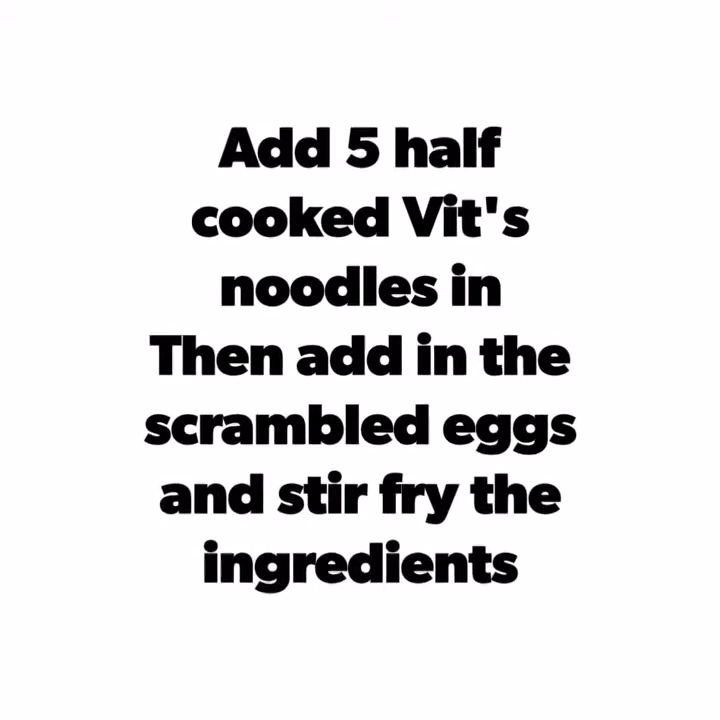 Add 5 half
cooked Vit's
noodles in
Then add in the
scrambled eggs
and stir fry the
ingredients